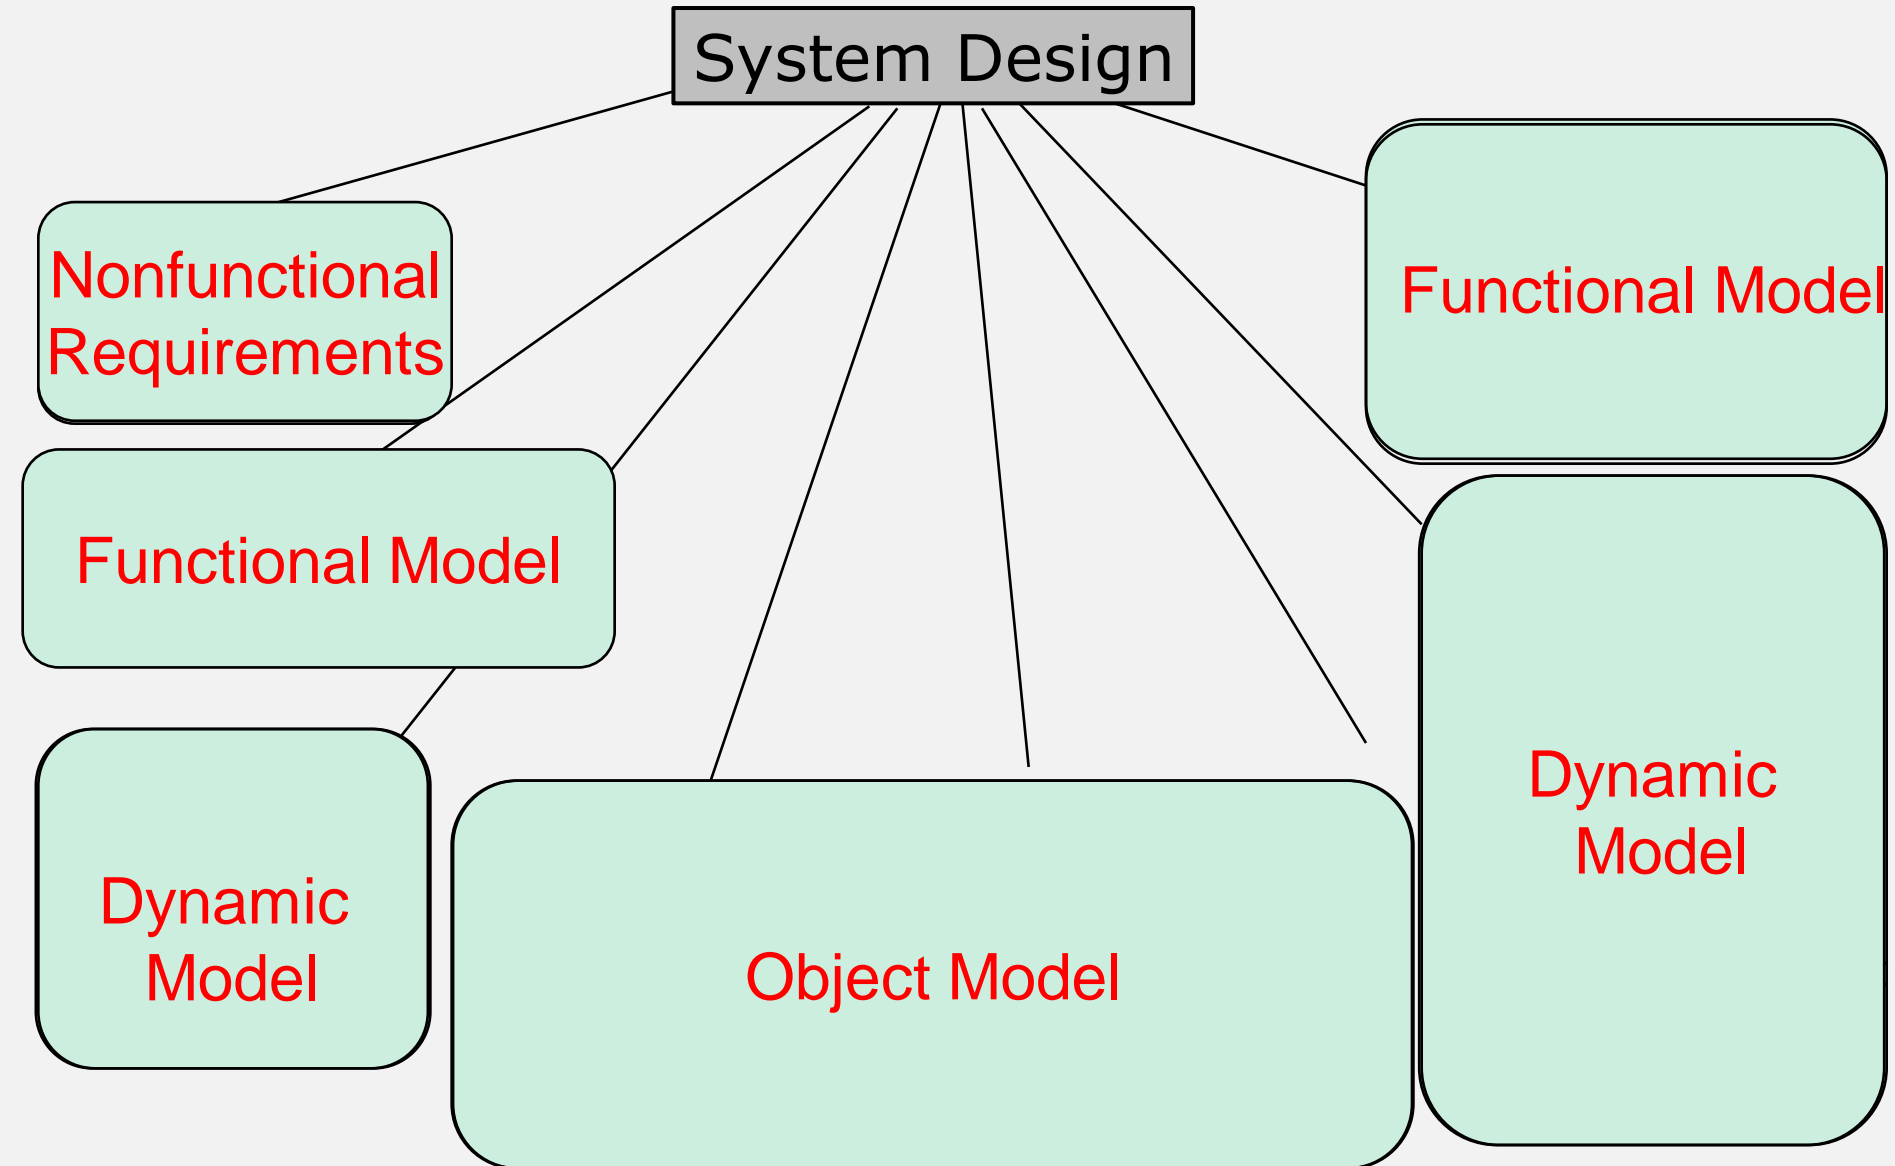 System Design
Nonfunctional
Requirements
Functional Model
Functional Model
Dynamic
Model
Dynamic
Model
Object Model